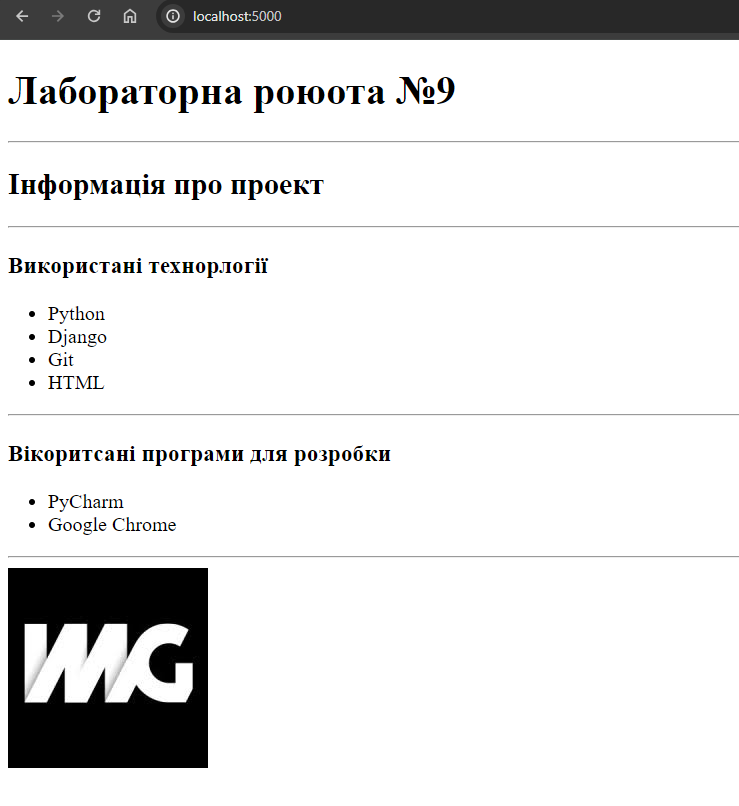 localhost:5000
Лабораторна роюота №9
Інформація про проект
Використані технорлогії
Python
Django
Git
HTML
Вікоритсані програми для розробки
PyCharm
Google Chrome
IMG